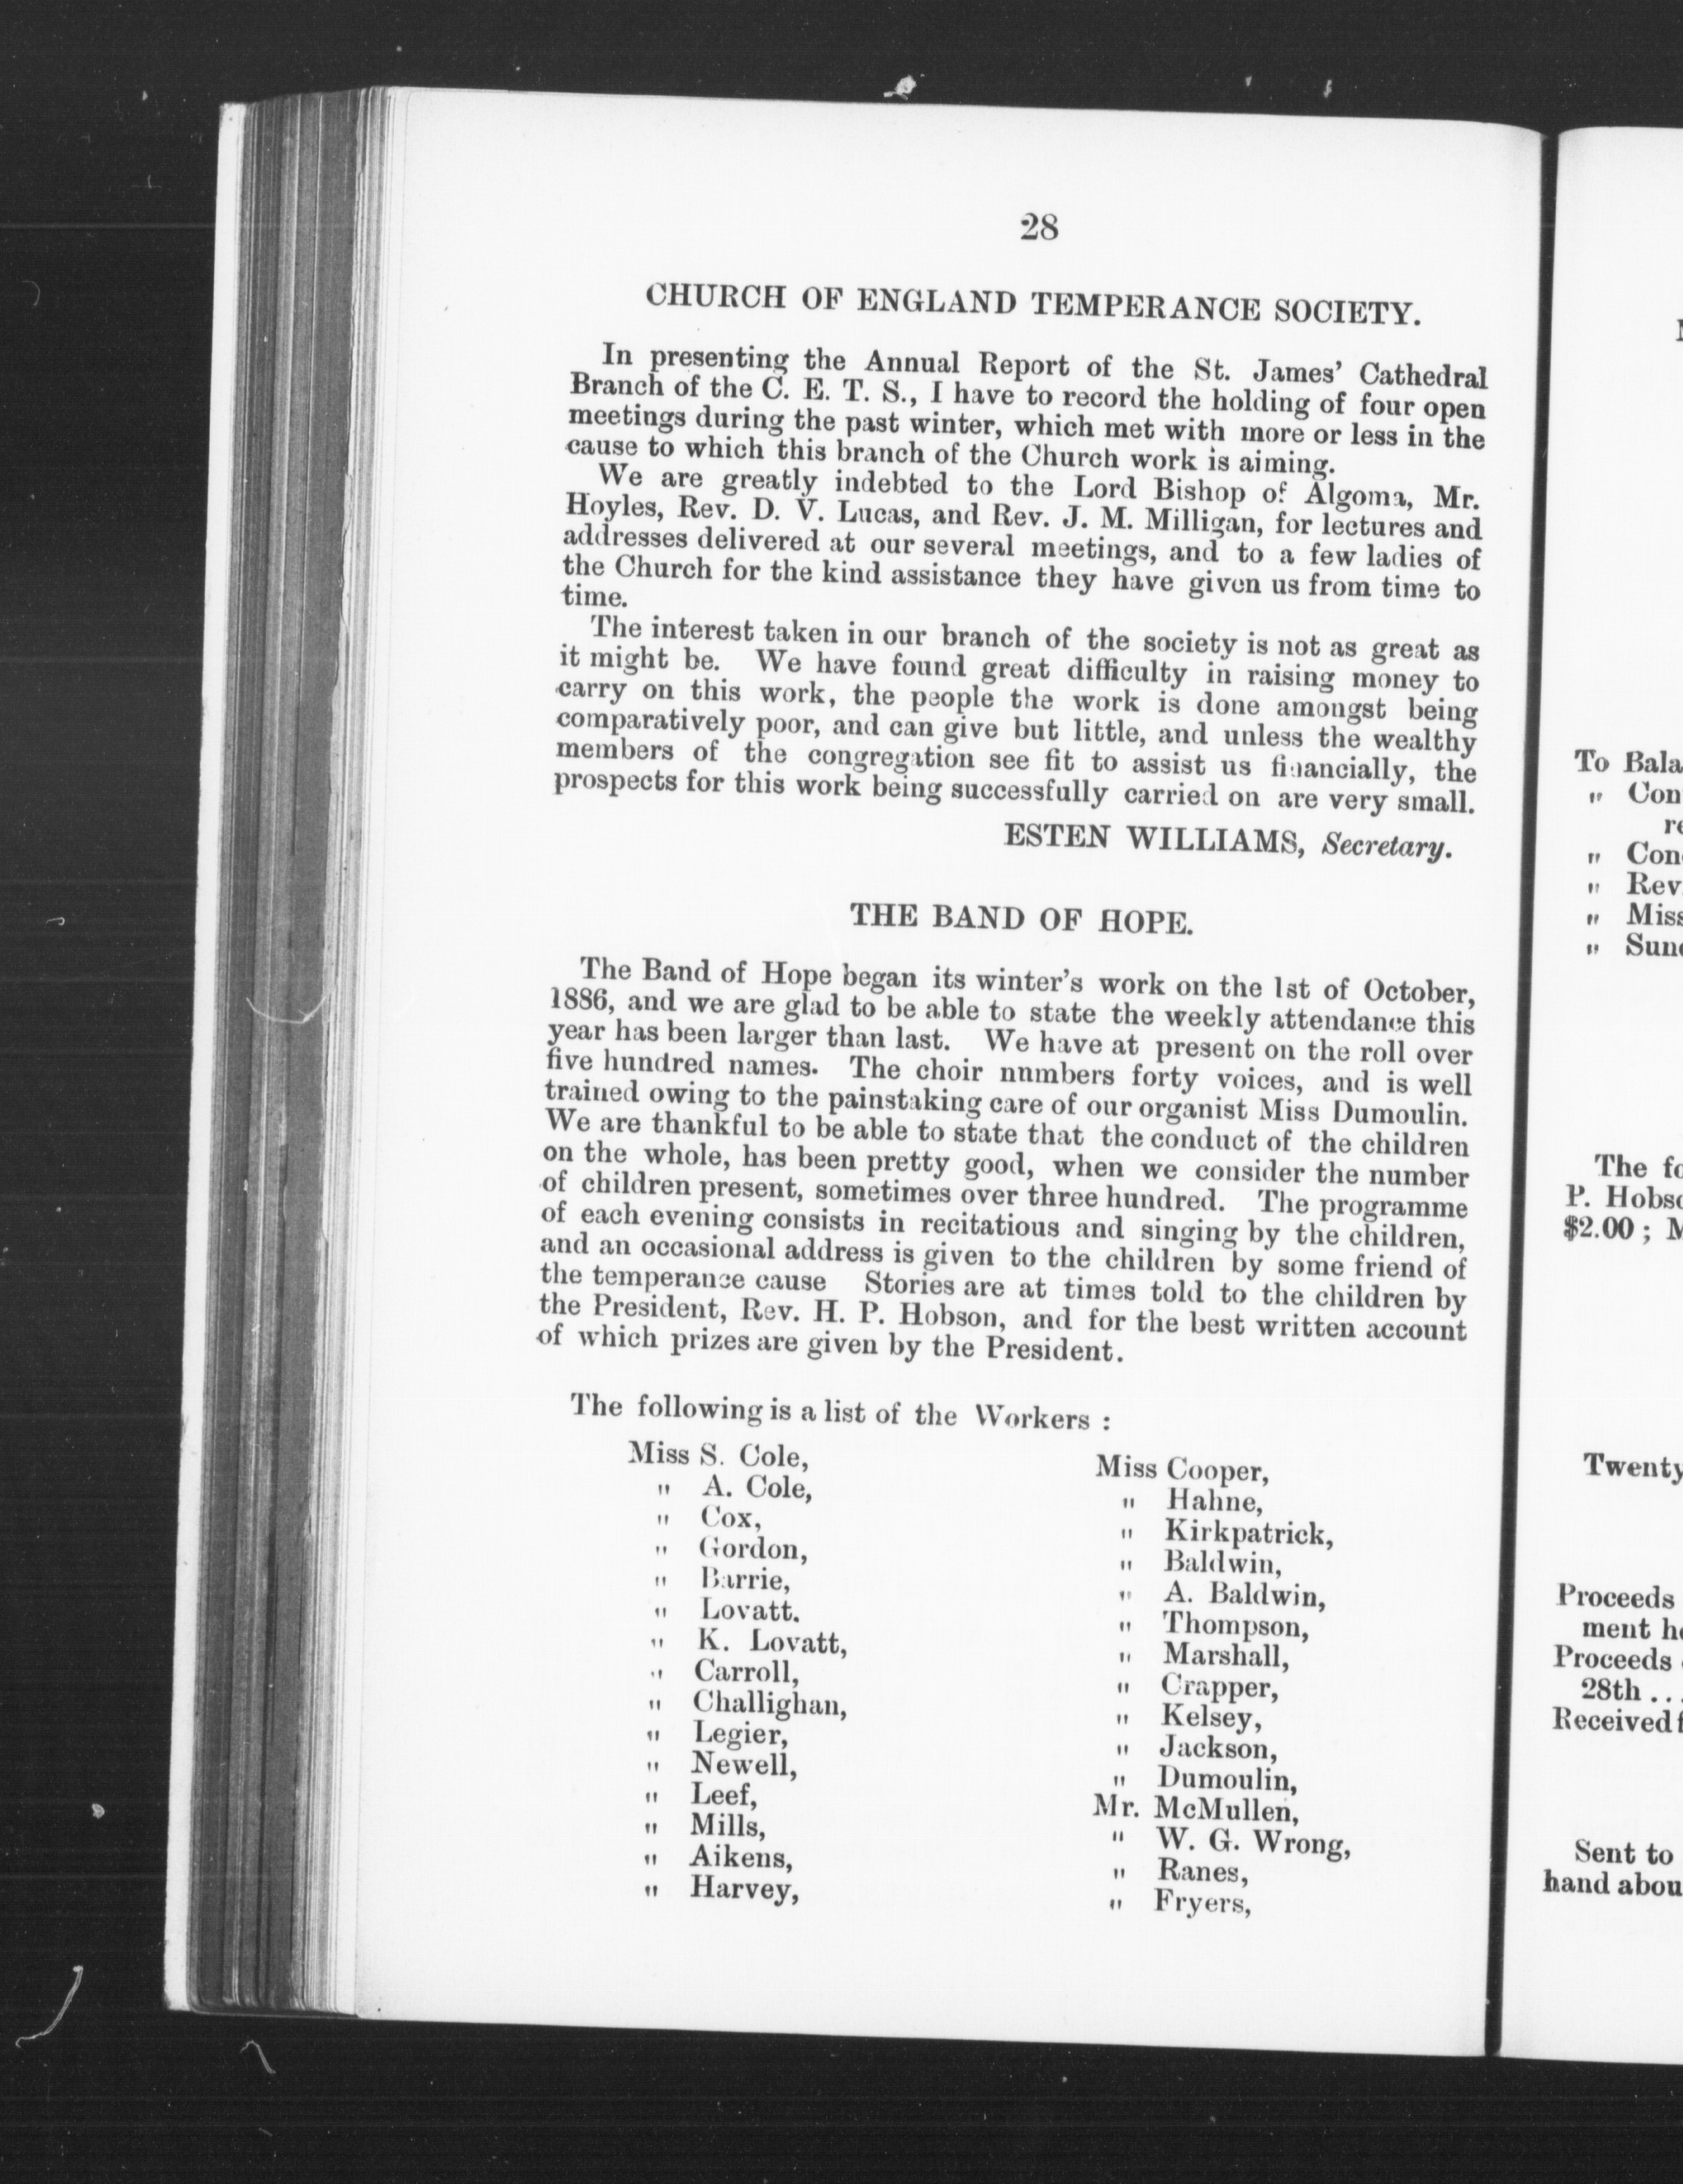 28
CHURCH OF ENGLAND TEMPERANCE SOCIETY.
In presenting the Annual Report of the St. James' Cathedral
Branch of the C. E. T. S., I have to record the holding of four open
meetings during the past winter, which met with more or less in the
cause to which this branch of the Church work is aiming.
We are greatly indebted to the Lord Bishop of Algoma, Mr.
Hoyles, Rev. D. V. Lucas, and Rev. J. M. Milligan, for lectures and
addresses delivered at our several meetings, and to a few ladies of
the Church for the kind assistance they have given us from time to
time.
The interest taken in our branch of the society is not as great as
it might be. We have found great difficulty in raising money to
carry on this work, the people the work is done amongst being
comparatively poor, and can give but little, and unless the wealthy
members of the congregation see fit to assist us financially, the
prospects for this work being successfully carried on are very small.
ESTEN WILLIAMS, Secretary.
THE BAND OF HOPE.
The Band of Hope began its winter's work on the 1st of October,
1886, and we are glad to be able to state the weekly attendance this
year has been larger than last. We have at present on the roll over
five hundred names. The choir numbers forty voices, and is well
trained owing to the painstaking care of our organist Miss Dumoulin.
We are thankful to be able to state that the conduct of the children
on the whole, has been pretty good, when we consider the number
of children present, sometimes over three hundred. The programme
of each evening consists in recitatious and singing by the children,
and an occasional address is given to the children by some friend of
the temperance cause Stories are at times told to the children by
the President, Rev. H. P. Hobson, and for the best written account
of which prizes are given by the President.
The following is a list of the Workers :
Miss S. Cole,
" A. Cole,
" Cox,
" Gordon,
" Barrie,
" Lovatt.
" K. Lovatt,
" Carroll,
" Challighan,
" Legier,
" Newell,
" Leef,
" Mills,
" Aikens,
" Harvey,
Miss Cooper,
" Hahne,
" Kirkpatrick,
" Baldwin,
" A. Baldwin,
" Thompson,
" Marshall,
" Crapper,
" Kelsey,
" Jackson,
" Dumoulin,
Mr. McMullen,
" W. G. Wrong,
" Ranes,
" Fryers,
To Bala
" Con
re
" Con
" Rev.
" Miss
" Sun
The fo
P. Hobso
$2.00 ; M
Twenty
Proceeds
ment h
Proceeds
28th ...
Received f
Sent to
hand abou